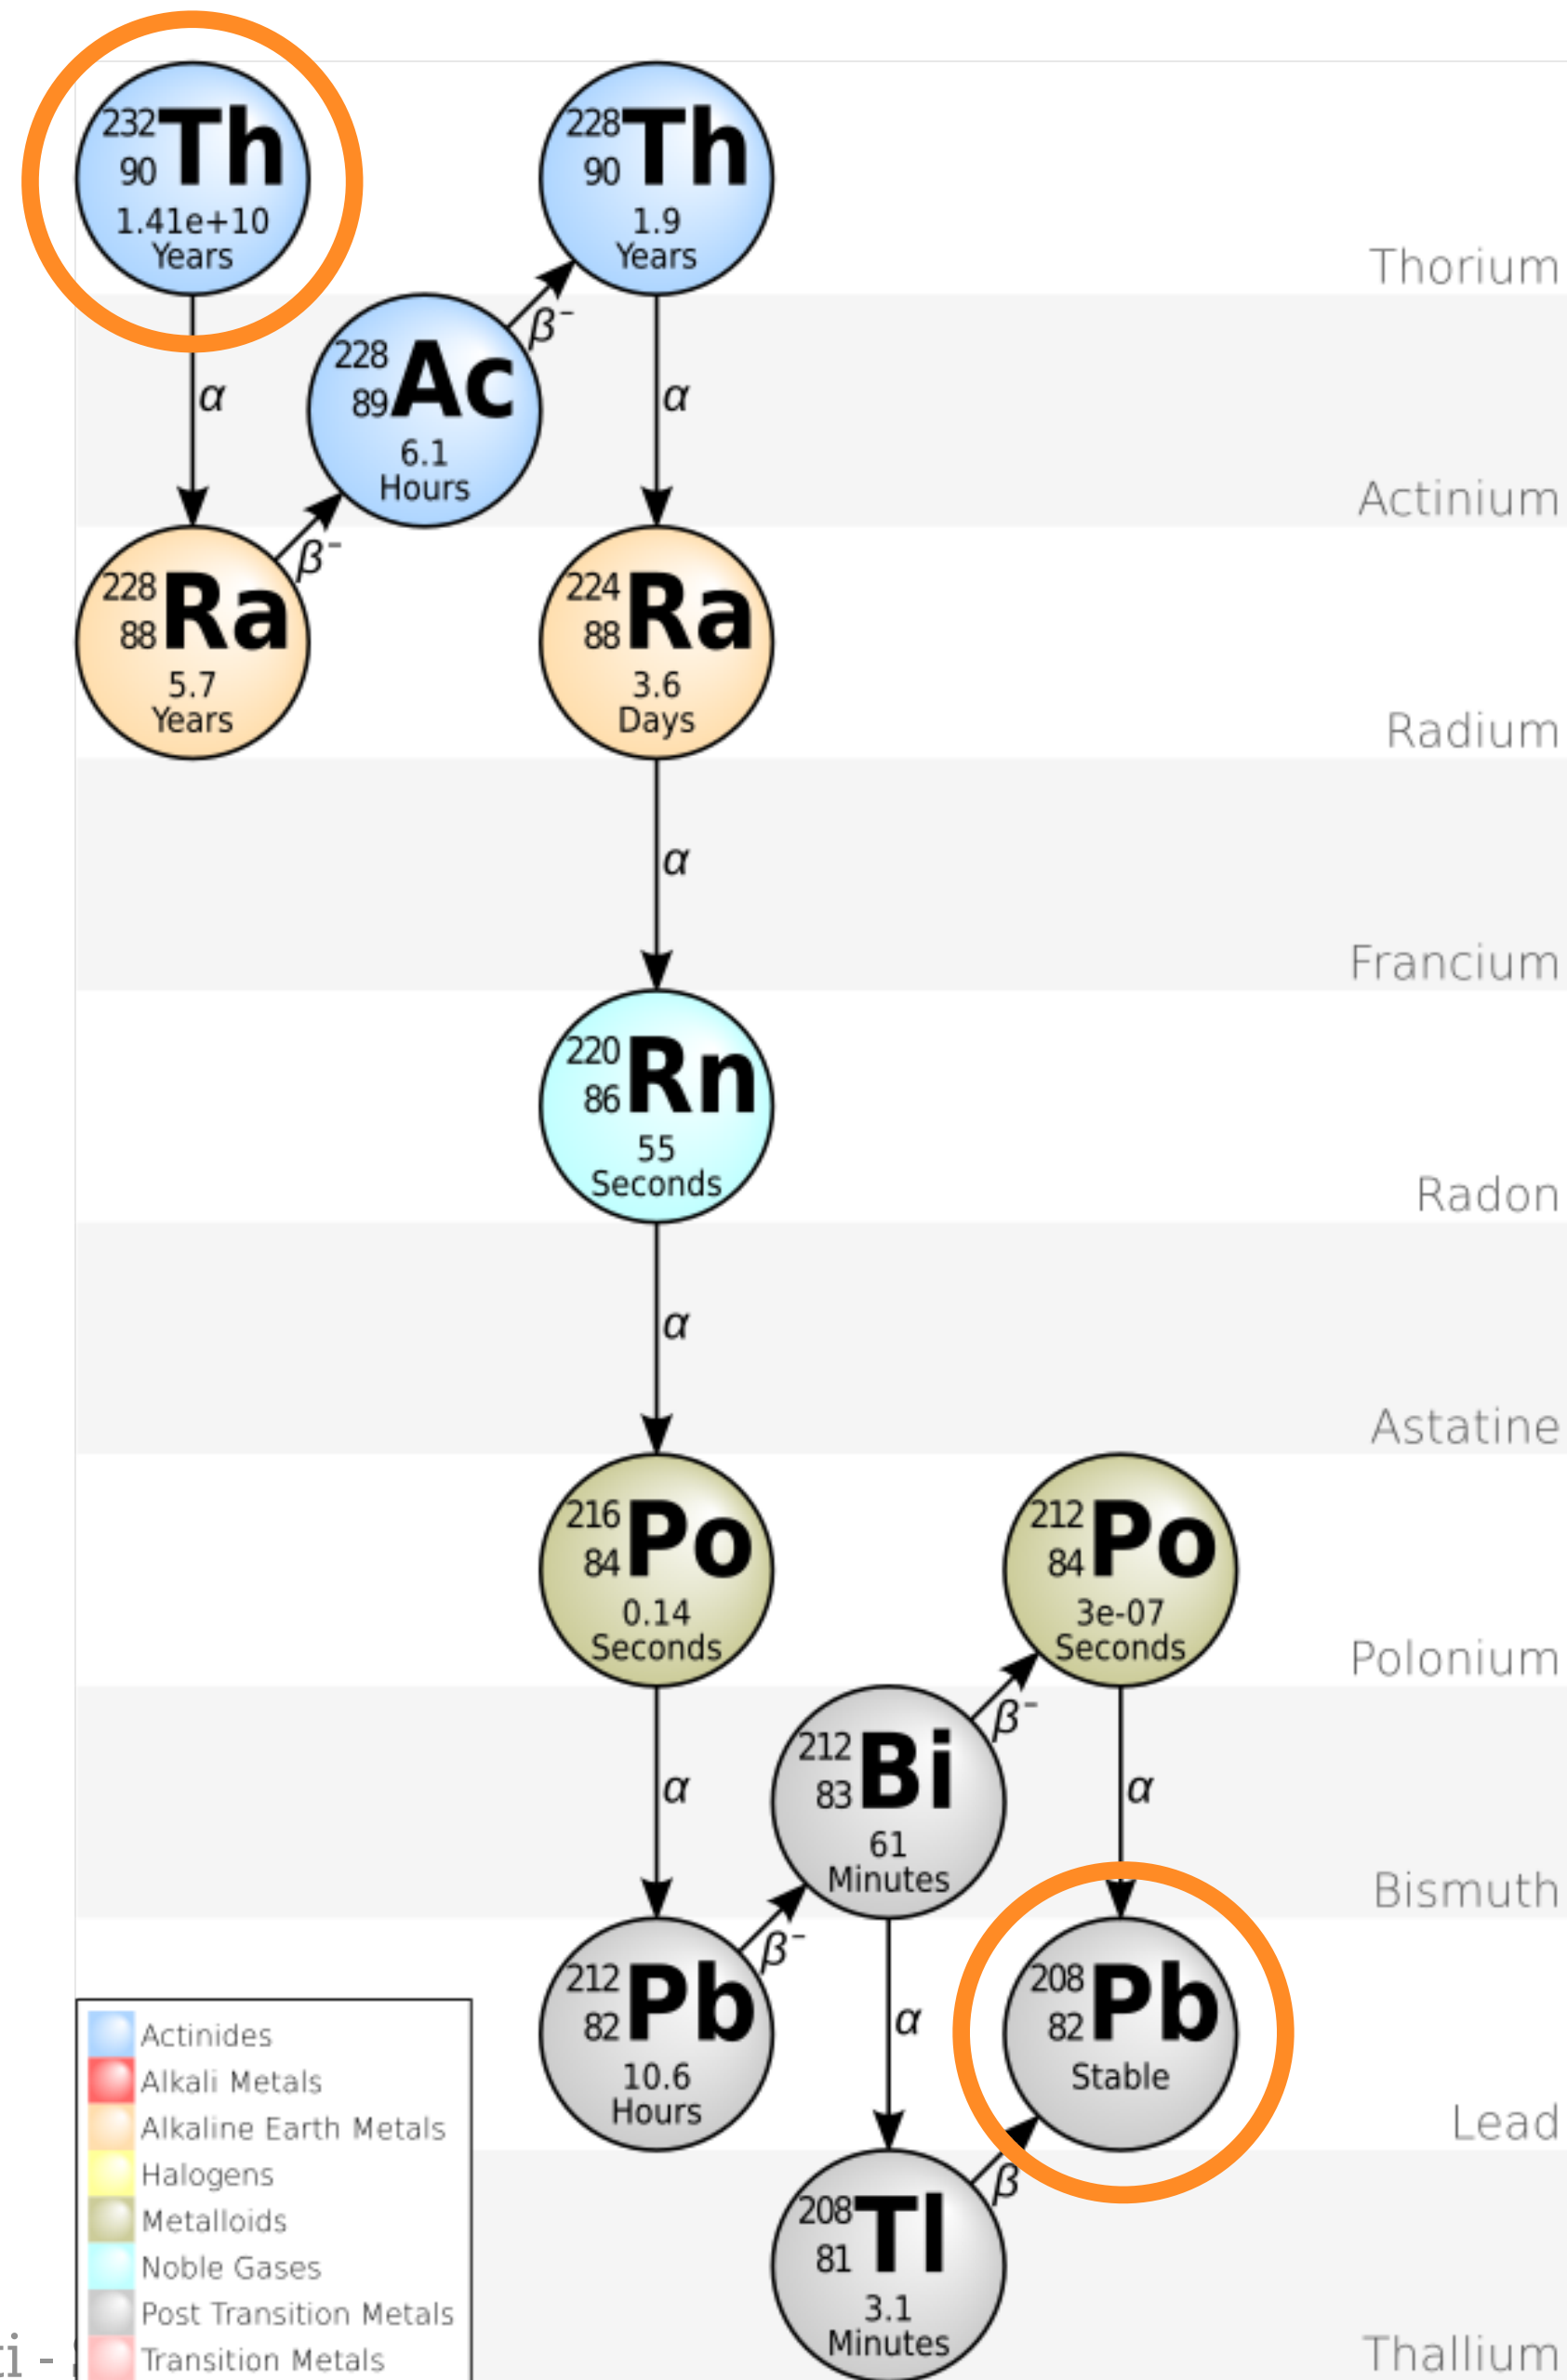 232
90 Th
1.41e+10
Years
228
90 Th
1.9
Years
Thorium
α
β⁻
α
228
89 Ac
6.1
Hours
Actinium
β⁻
228
88 Ra
5.7
Years
224
88 Ra
3.6
Days
Radium
α
Francium
220
86 Rn
55
Seconds
Radon
α
Astatine
216
84 Po
0.14
Seconds
212
84 Po
3e-07
Seconds
Polonium
α
β⁻
α
212
83 Bi
61
Minutes
Bismuth
β⁻
212
82 Pb
10.6
Hours
α
208
82 Pb
Stable
Lead
β
208
81 Tl
3.1
Minutes
Thallium
Actinides
Alkali Metals
Alkaline Earth Metals
Halogens
Metalloids
Noble Gases
Post Transition Metals
Transition Metals